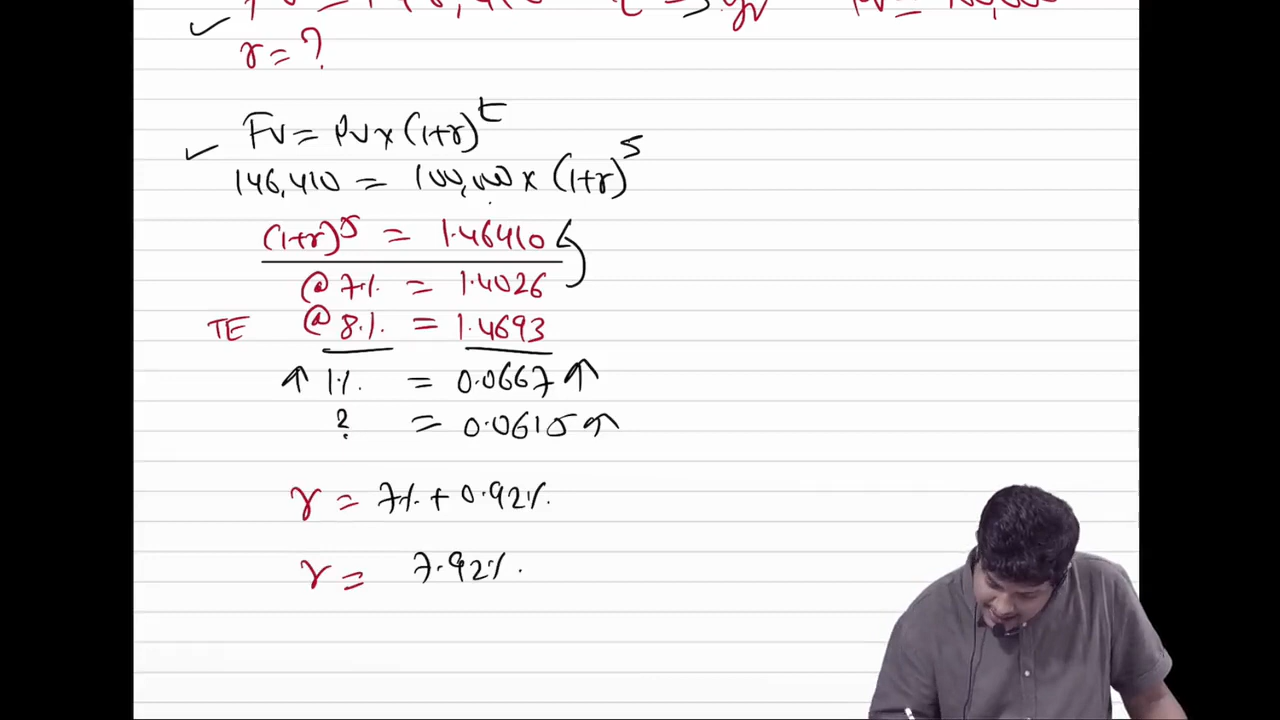 r = ?
FV = PV x (1+r)^t
146,410 = 100,000 x (1+r)^5
(1+r)^5 = 1.46410
@ 7% = 1.4026
TE @ 8% = 1.4693
↑ 1% = 0.0667 ↑
? = 0.0615 ↑
r = 7% + 0.92%
r = 7.92%